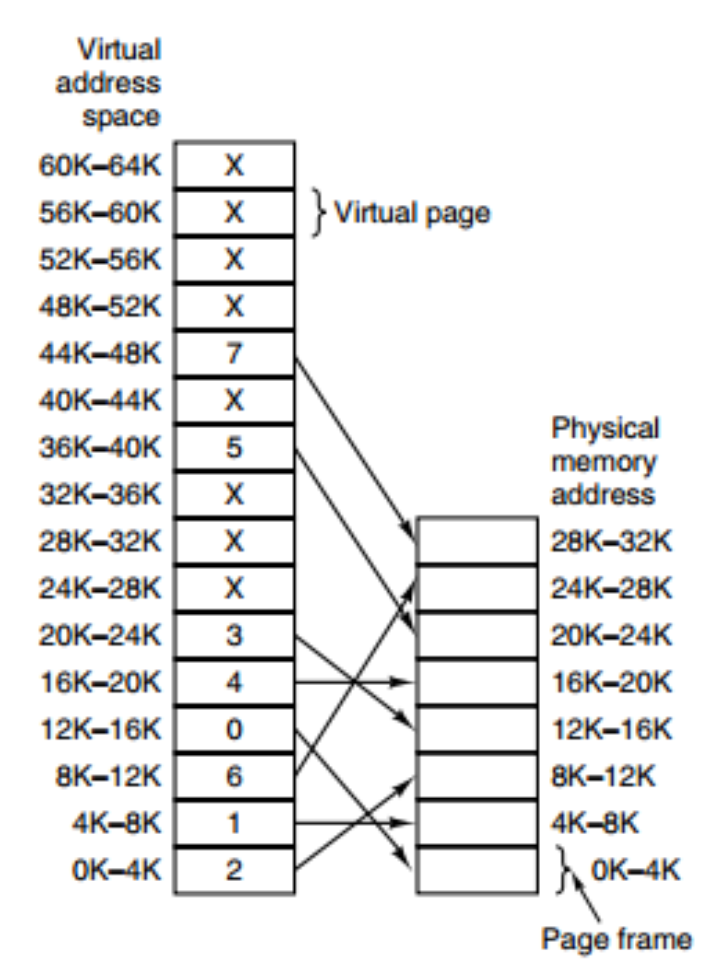 Virtual
address
space
60K–64K X
56K–60K X } Virtual page
52K–56K X
48K–52K X
44K–48K 7
40K–44K X
36K–40K 5
32K–36K X
28K–32K X
24K–28K X
20K–24K 3
16K–20K 4
12K–16K 0
8K–12K 6
4K–8K 1
0K–4K 2
Physical
memory
address
28K–32K
24K–28K
20K–24K
16K–20K
12K–16K
8K–12K
4K–8K
0K–4K
Page frame